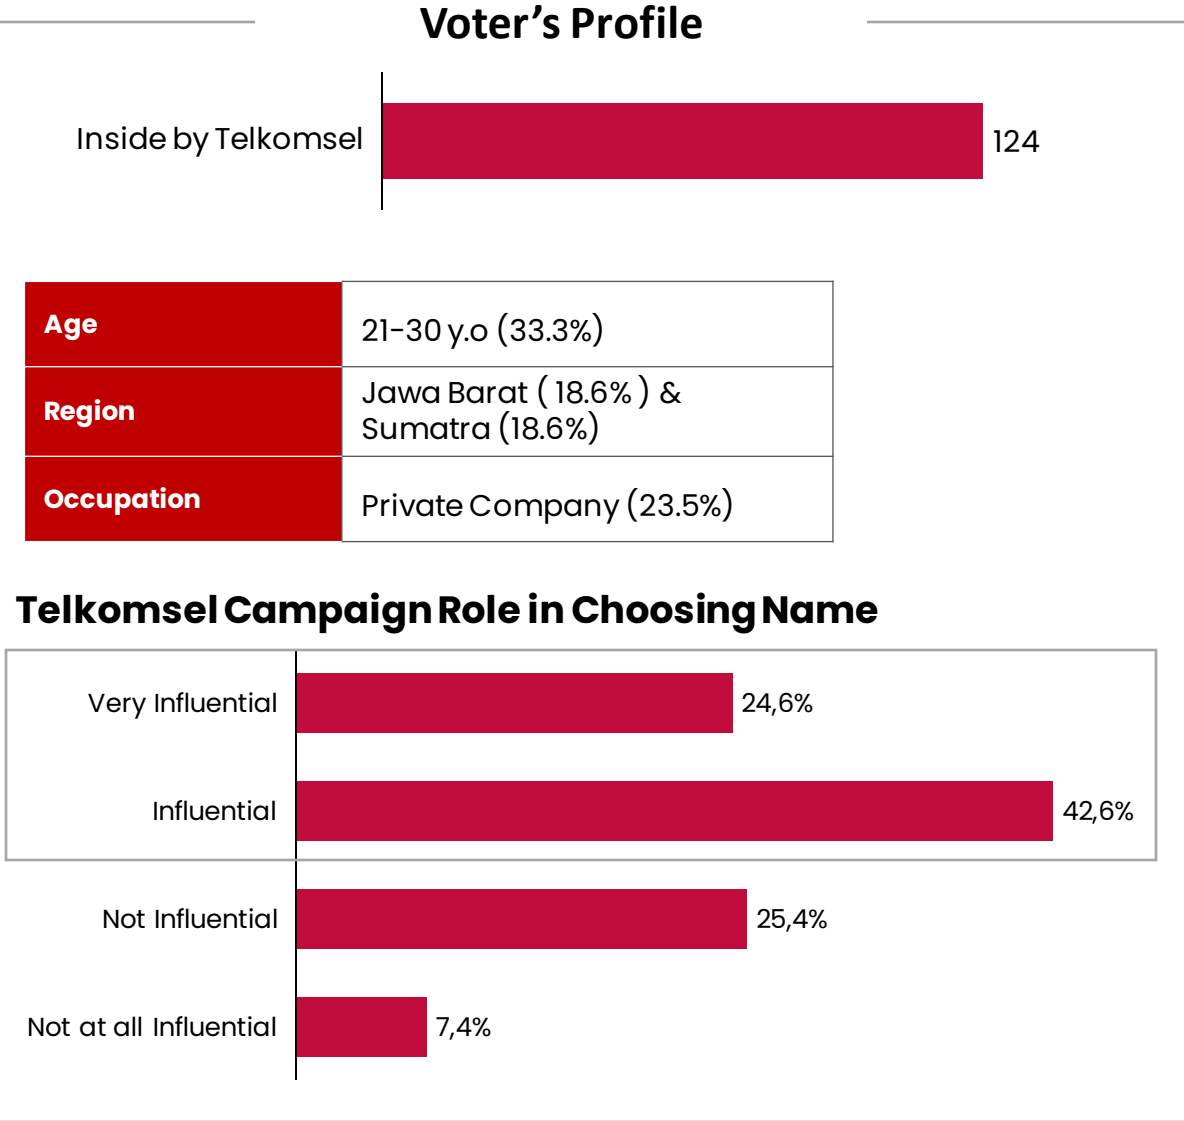 Voter’s Profile
Inside by Telkomsel
124
Age
21-30 y.o (33.3%)
Region
Jawa Barat ( 18.6% ) &
Sumatra (18.6%)
Occupation
Private Company (23.5%)
Telkomsel Campaign Role in Choosing Name
Very Influential
24,6%
Influential
42,6%
Not Influential
25,4%
Not at all Influential
7,4%